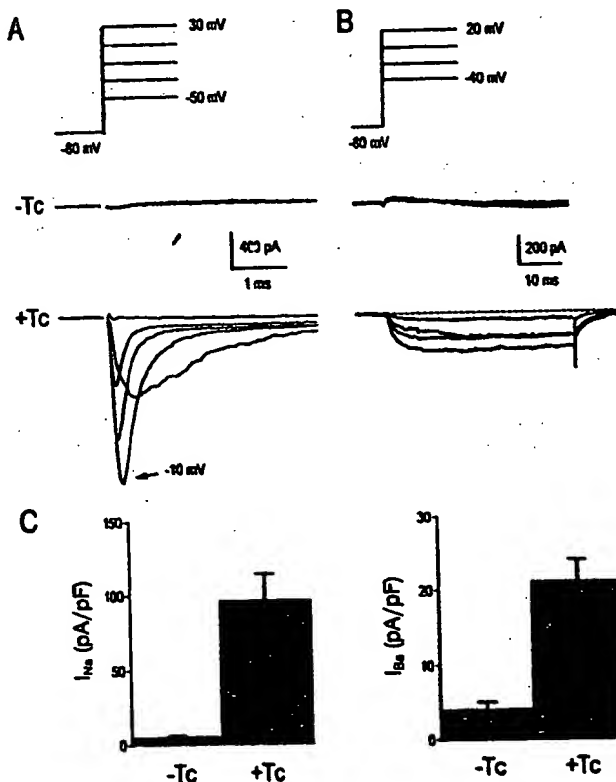 A
30 mV
-50 mV
-80 mV
B
20 mV
-40 mV
-80 mV
-Tc
400 pA
1 ms
200 pA
10 ms
+Tc
-10 mV
C
150
100
50
0
I Na (pA/pF)
-Tc
+Tc
30
20
10
0
I Ba (pA/pF)
-Tc
+Tc